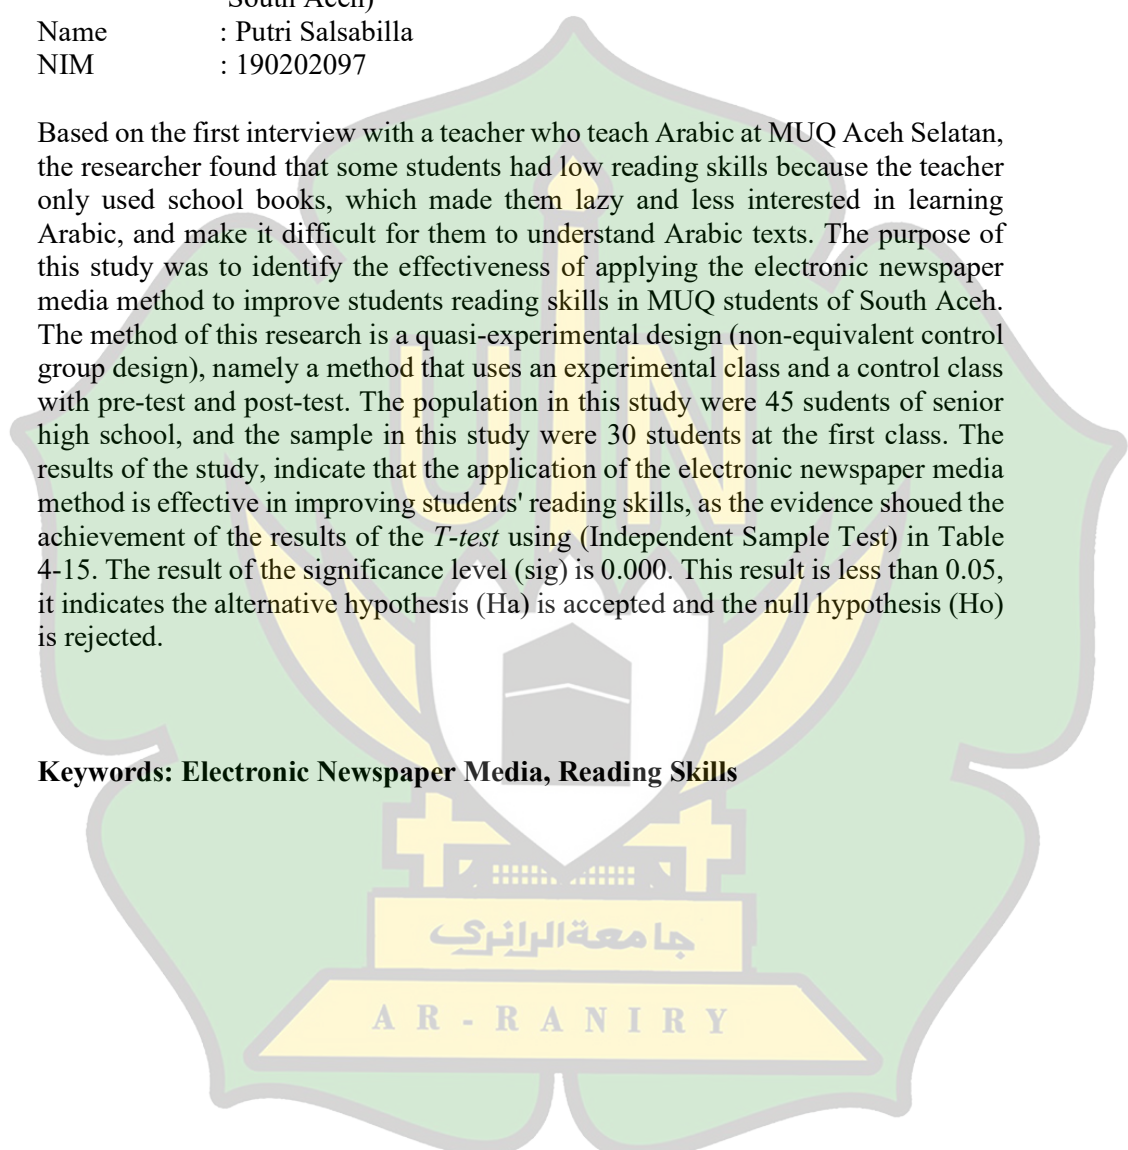 South Aceh)
Name : Putri Salsabilla
NIM : 190202097
Based on the first interview with a teacher who teach Arabic at MUQ Aceh Selatan,
the researcher found that some students had low reading skills because the teacher
only used school books, which made them lazy and less interested in learning
Arabic, and make it difficult for them to understand Arabic texts. The purpose of
this study was to identify the effectiveness of applying the electronic newspaper
media method to improve students reading skills in MUQ students of South Aceh.
The method of this research is a quasi-experimental design (non-equivalent control
group design), namely a method that uses an experimental class and a control class
with pre-test and post-test. The population in this study were 45 sudents of senior
high school, and the sample in this study were 30 students at the first class. The
results of the study, indicate that the application of the electronic newspaper media
method is effective in improving students' reading skills, as the evidence shoued the
achievement of the results of the T-test using (Independent Sample Test) in Table
4-15. The result of the significance level (sig) is 0.000. This result is less than 0.05,
it indicates the alternative hypothesis (Ha) is accepted and the null hypothesis (Ho)
is rejected.
Keywords: Electronic Newspaper Media, Reading Skills
UIN
جامعة الرانري
AR-RANIRY